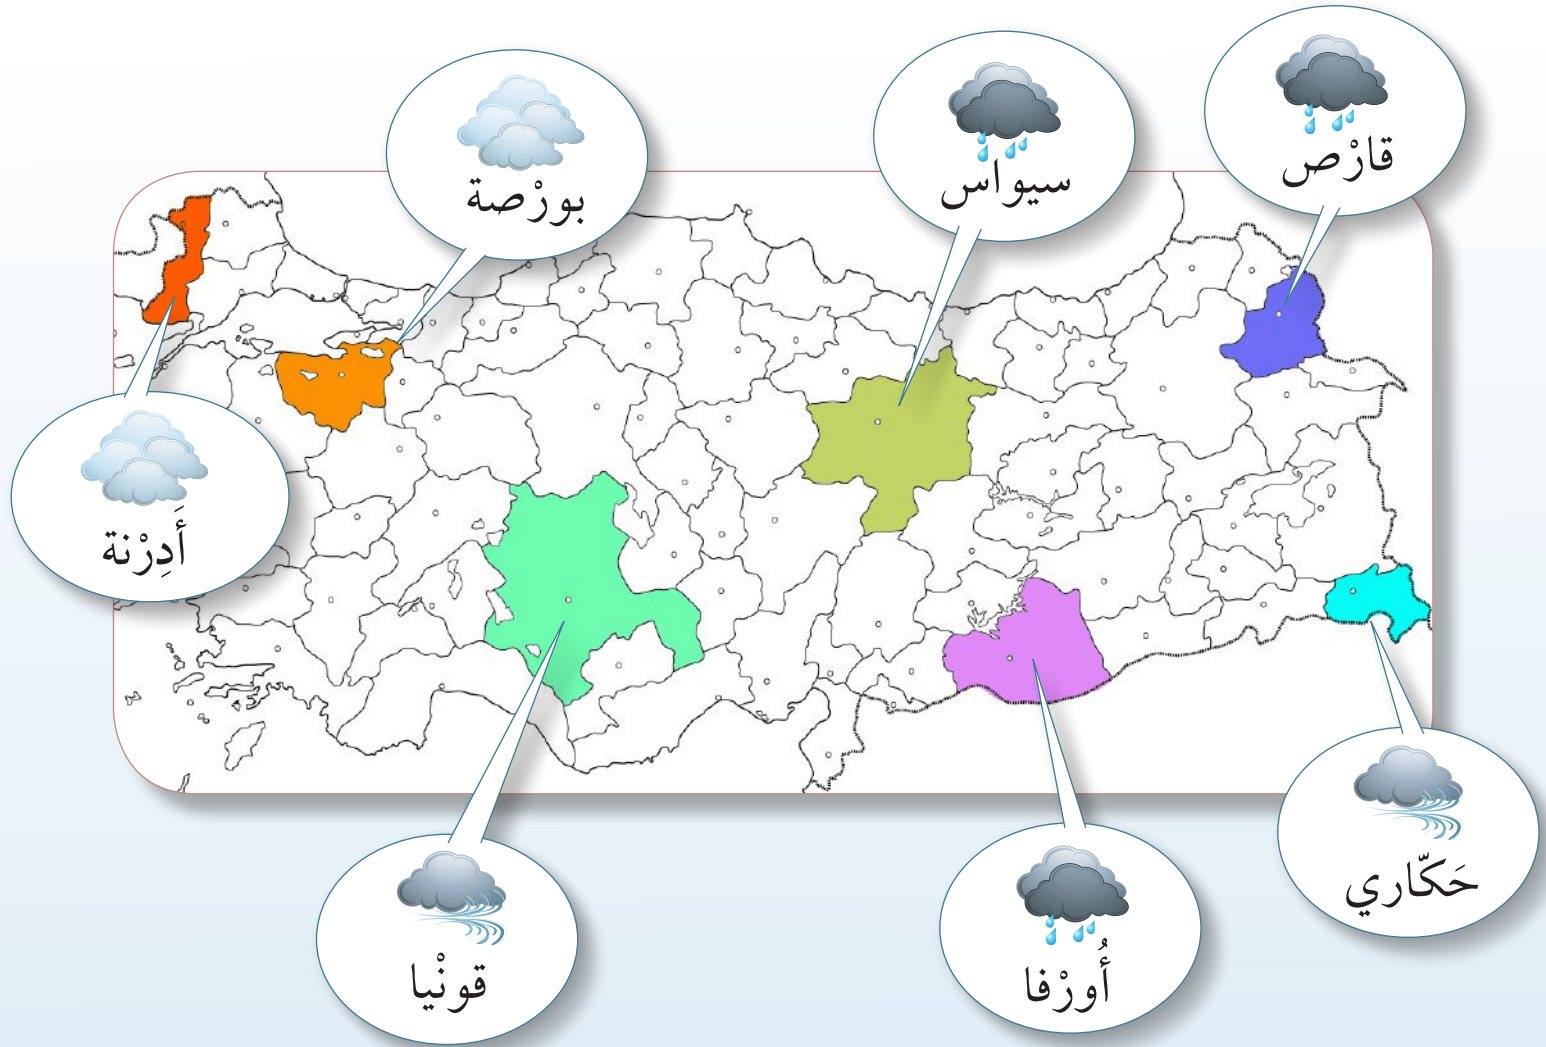 قارْص
سيواس
بورْصة
أَدِرْنة
حَكّاري
أُورْفا
قونْيا